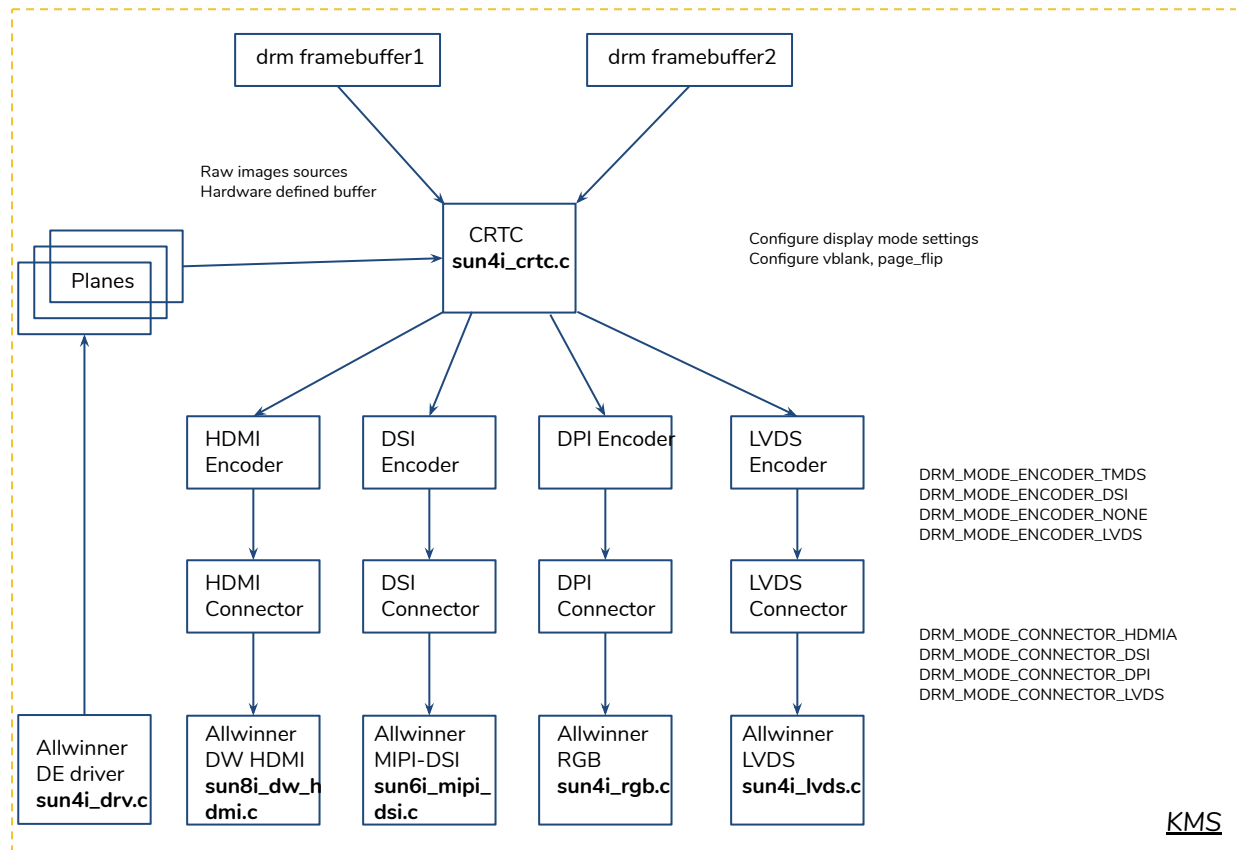 drm framebuffer1
drm framebuffer2
Raw images sources
Hardware defined buffer
CRTC
sun4i_crtc.c
Configure display mode settings
Configure vblank, page_flip
Planes
HDMI
Encoder
DSI
Encoder
DPI Encoder
LVDS
Encoder
DRM_MODE_ENCODER_TMDS
DRM_MODE_ENCODER_DSI
DRM_MODE_ENCODER_NONE
DRM_MODE_ENCODER_LVDS
HDMI
Connector
DSI
Connector
DPI
Connector
LVDS
Connector
DRM_MODE_CONNECTOR_HDMIA
DRM_MODE_CONNECTOR_DSI
DRM_MODE_CONNECTOR_DPI
DRM_MODE_CONNECTOR_LVDS
Allwinner
DE driver
sun4i_drv.c
Allwinner
DW HDMI
sun8i_dw_h
dmi.c
Allwinner
MIPI-DSI
sun6i_mipi_
dsi.c
Allwinner
RGB
sun4i_rgb.c
Allwinner
LVDS
sun4i_lvds.c
KMS